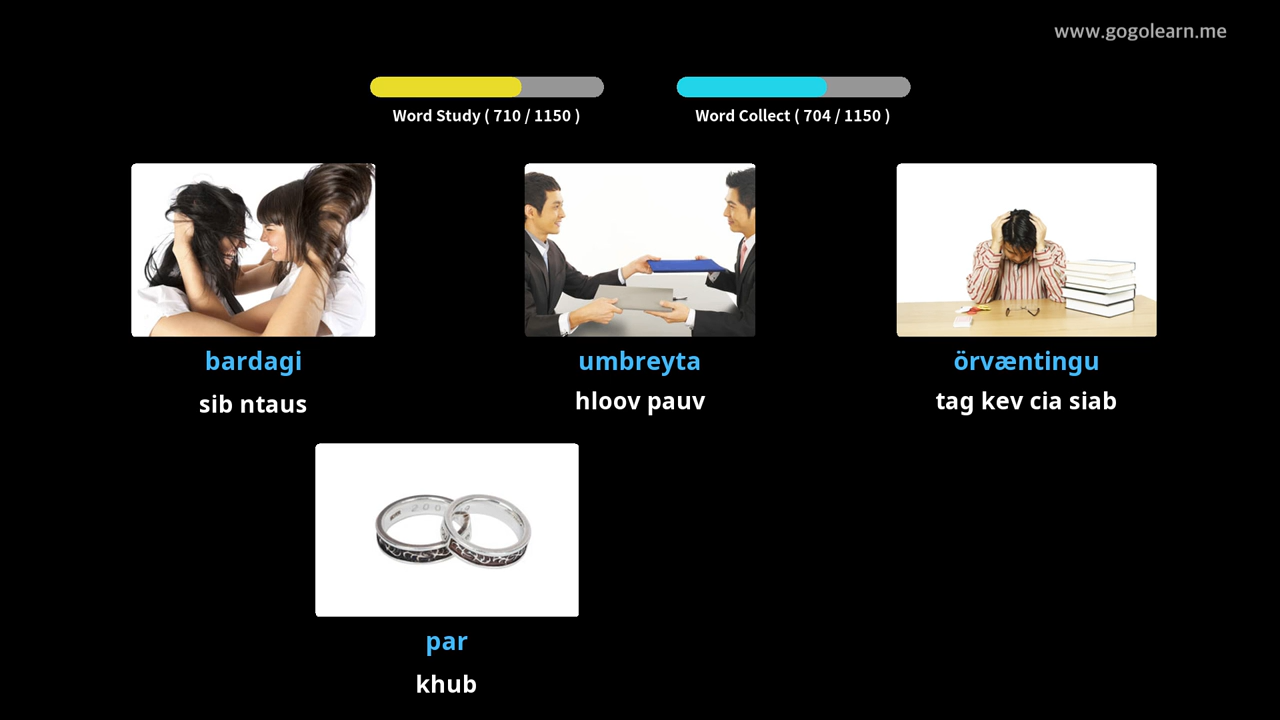 www.gogolearn.me
Word Study ( 710 / 1150 )
Word Collect ( 704 / 1150 )
bardagi
sib ntaus
umbreyta
hloov pauv
örvæntingu
tag kev cia siab
par
khub